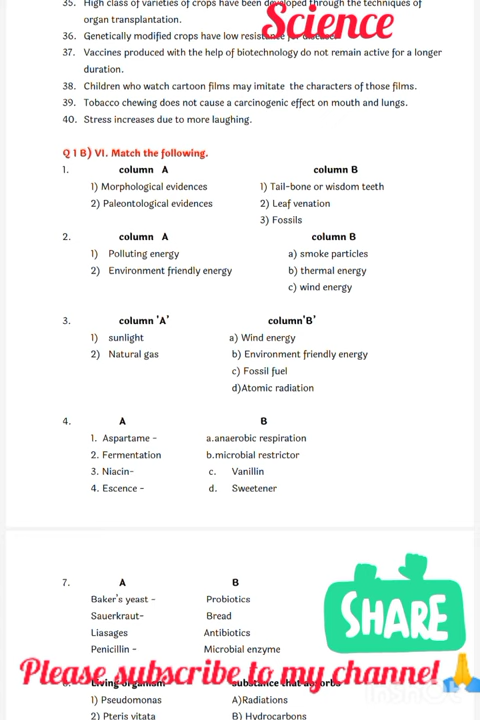 35. High class of varieties of crops have been developed through the techniques of
organ transplantation.
Science
36. Genetically modified crops have low resistance for diseases.
37. Vaccines produced with the help of biotechnology do not remain active for a longer
duration.
38. Children who watch cartoon films may imitate the characters of those films.
39. Tobacco chewing does not cause a carcinogenic effect on mouth and lungs.
40. Stress increases due to more laughing.
Q 1 B) VI. Match the following.
1. column A column B
1) Morphological evidences 1) Tail-bone or wisdom teeth
2) Paleontological evidences 2) Leaf venation
3) Fossils
2. column A column B
1) Polluting energy a) smoke particles
2) Environment friendly energy b) thermal energy
c) wind energy
3. column 'A' column'B'
1) sunlight a) Wind energy
2) Natural gas b) Environment friendly energy
c) Fossil fuel
d)Atomic radiation
4. A B
1. Aspartame - a.anaerobic respiration
2. Fermentation b.microbial restrictor
3. Niacin- c. Vanillin
4. Escence - d. Sweetener
7. A B
Baker's yeast - Probiotics
Sauerkraut- Bread
Liasages Antibiotics
Penicillin - Microbial enzyme
SHARE
Please subscribe to my channel
Living organism substance that absorbs
1) Pseudomonas A)Radiations
2) Pteris vitata B) Hydrocarbons